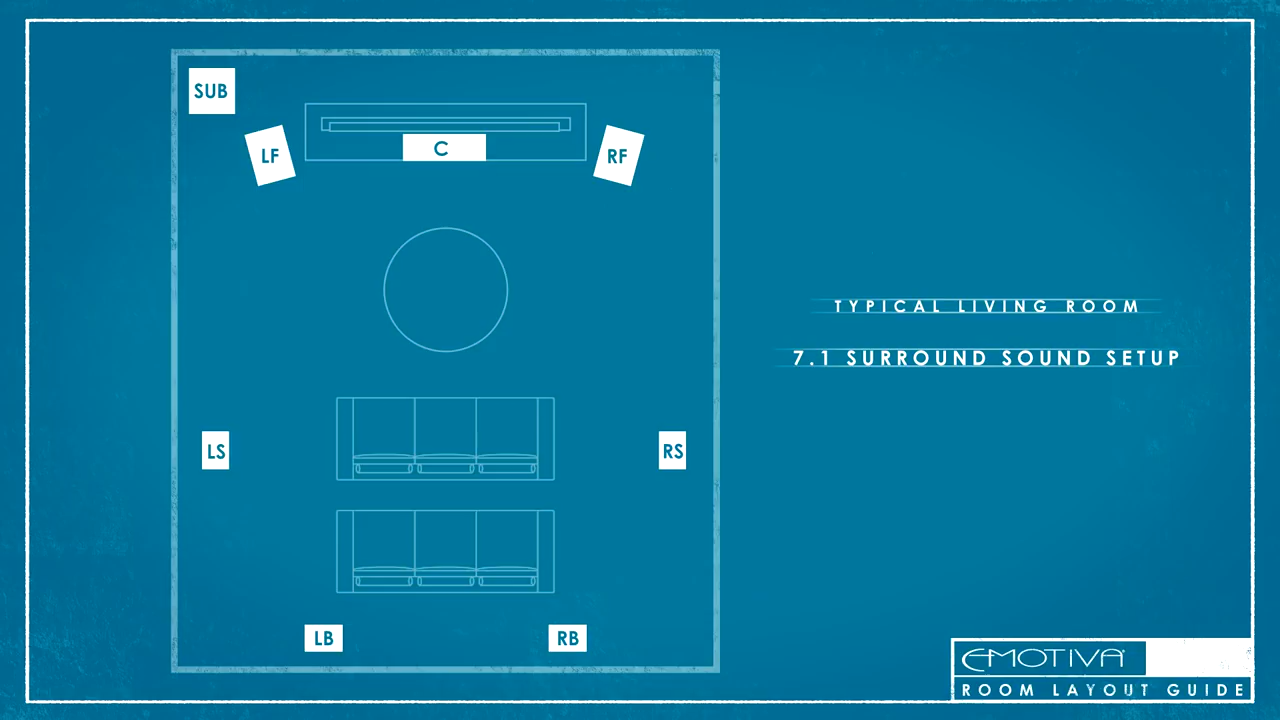 SUB
LF
C
RF
TYPICAL LIVING ROOM
7.1 SURROUND SOUND SETUP
LS
RS
LB
RB
EMOTIVA
ROOM LAYOUT GUIDE